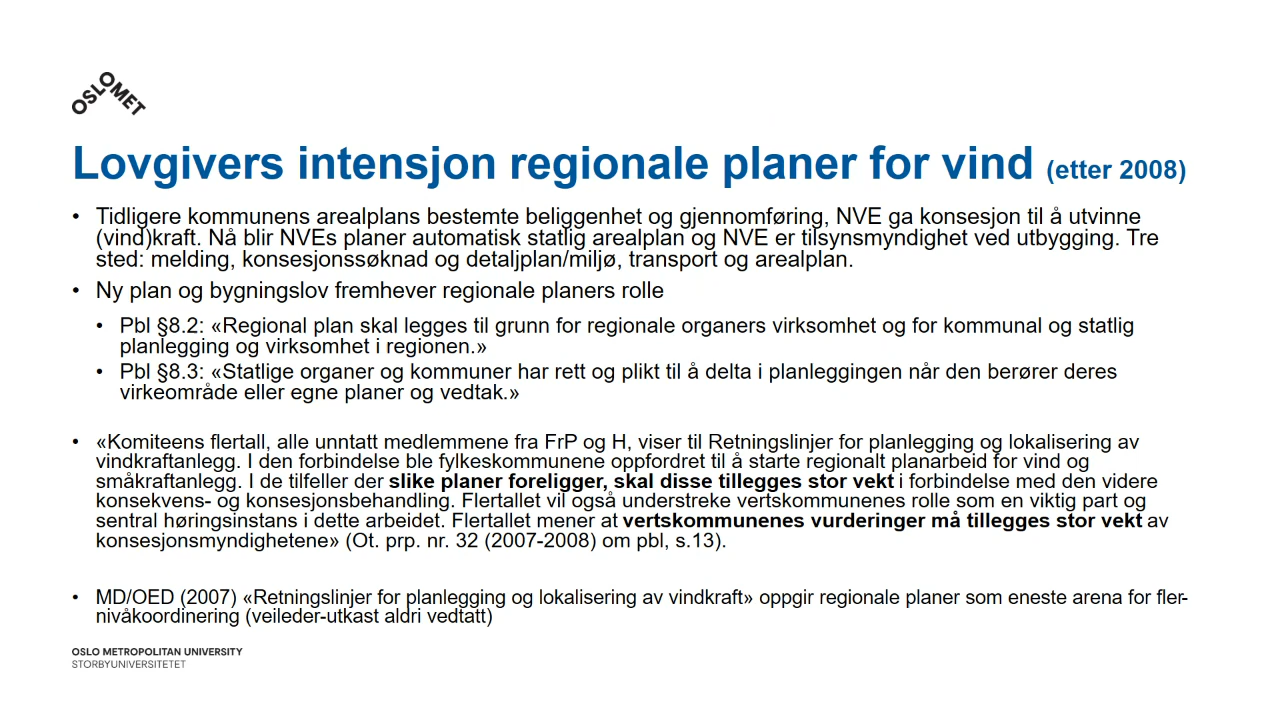 OSLOMET
Lovgivers intensjon regionale planer for vind (etter 2008)
• Tidligere kommunens arealplans bestemte beliggenhet og gjennomføring, NVE ga konsesjon til å utvinne
(vind)kraft. Nå blir NVEs planer automatisk statlig arealplan og NVE er tilsynsmyndighet ved utbygging. Tre
sted: melding, konsesjonssøknad og detaljplan/miljø, transport og arealplan.
• Ny plan og bygningslov fremhever regionale planers rolle
• Pbl §8.2: «Regional plan skal legges til grunn for regionale organers virksomhet og for kommunal og statlig
planlegging og virksomhet i regionen.»
• Pbl §8.3: «Statlige organer og kommuner har rett og plikt til å delta i planleggingen når den berører deres
virkeområde eller egne planer og vedtak.»
• «Komiteens flertall, alle unntatt medlemmene fra FrP og H, viser til Retningslinjer for planlegging og lokalisering av
vindkraftanlegg. I den forbindelse ble fylkeskommunene oppfordret til å starte regionalt planarbeid for vind og
småkraftanlegg. I de tilfeller der slike planer foreligger, skal disse tillegges stor vekt i forbindelse med den videre
konsekvens- og konsesjonsbehandling. Flertallet vil også understreke vertskommunenes rolle som en viktig part og
sentral høringsinstans i dette arbeidet. Flertallet mener at vertskommunenes vurderinger må tillegges stor vekt av
konsesjonsmyndighetene» (Ot. prp. nr. 32 (2007-2008) om pbl, s.13).
• MD/OED (2007) «Retningslinjer for planlegging og lokalisering av vindkraft» oppgir regionale planer som eneste arena for fler-
nivåkoordinering (veileder-utkast aldri vedtatt)
OSLO METROPOLITAN UNIVERSITY
STORBYUNIVERSITETET